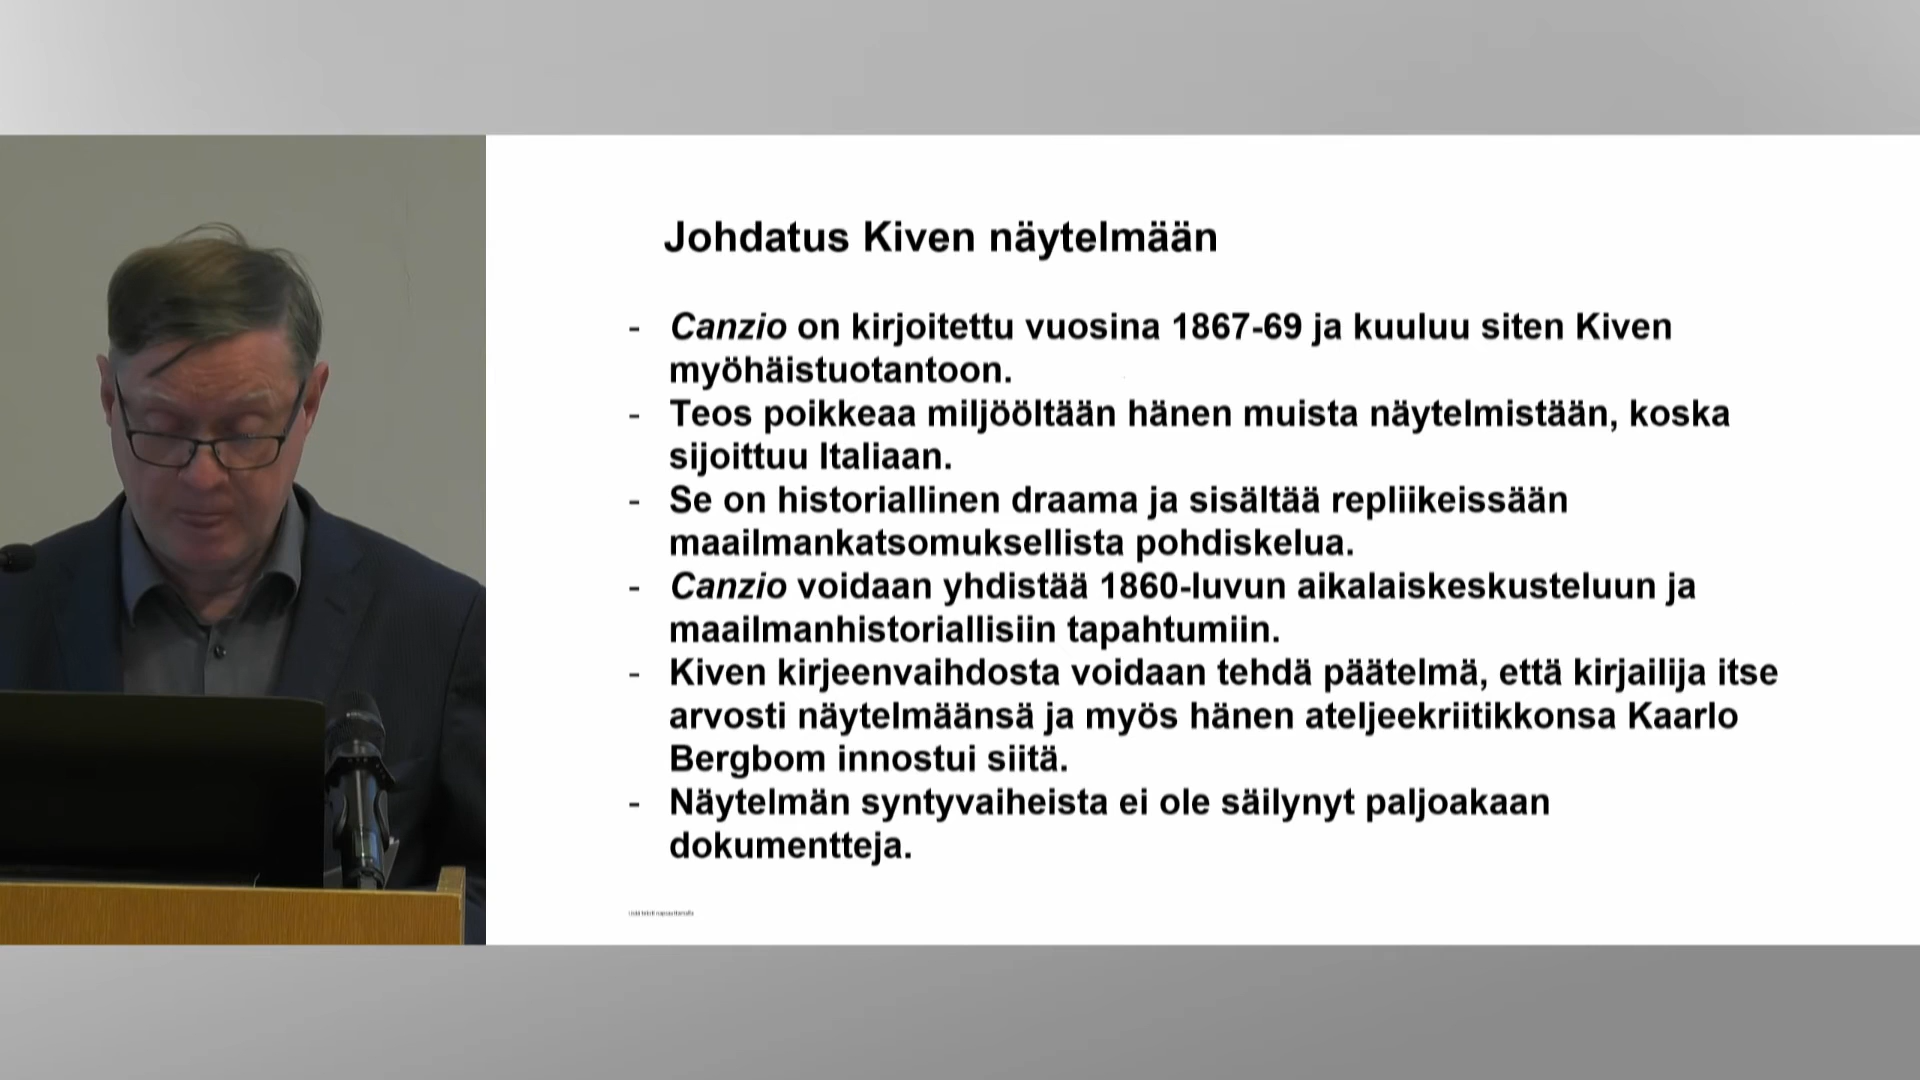 Johdatus Kiven näytelmään
- Canzio on kirjoitettu vuosina 1867-69 ja kuuluu siten Kiven
myöhäistuotantoon.
- Teos poikkeaa miljööltään hänen muista näytelmistään, koska
sijoittuu Italiaan.
- Se on historiallinen draama ja sisältää repliikeissään
maailmankatsomuksellista pohdiskelua.
- Canzio voidaan yhdistää 1860-luvun aikalaiskeskusteluun ja
maailmanhistoriallisiin tapahtumiin.
- Kiven kirjeenvaihdosta voidaan tehdä päätelmä, että kirjailija itse
arvosti näytelmäänsä ja myös hänen ateljeekriitikkonsa Kaarlo
Bergbom innostui siitä.
- Näytelmän syntyvaiheista ei ole säilynyt paljoakaan
dokumentteja.